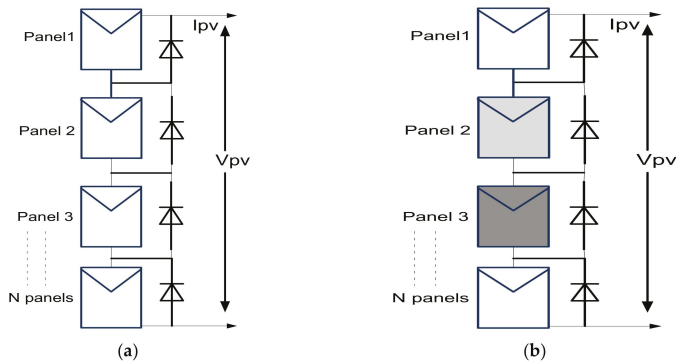 Panel1
Ipv
Panel 2
Vpv
Panel 3
N panels
(a)
Panel1
Ipv
Panel 2
Vpv
Panel 3
N panels
(b)